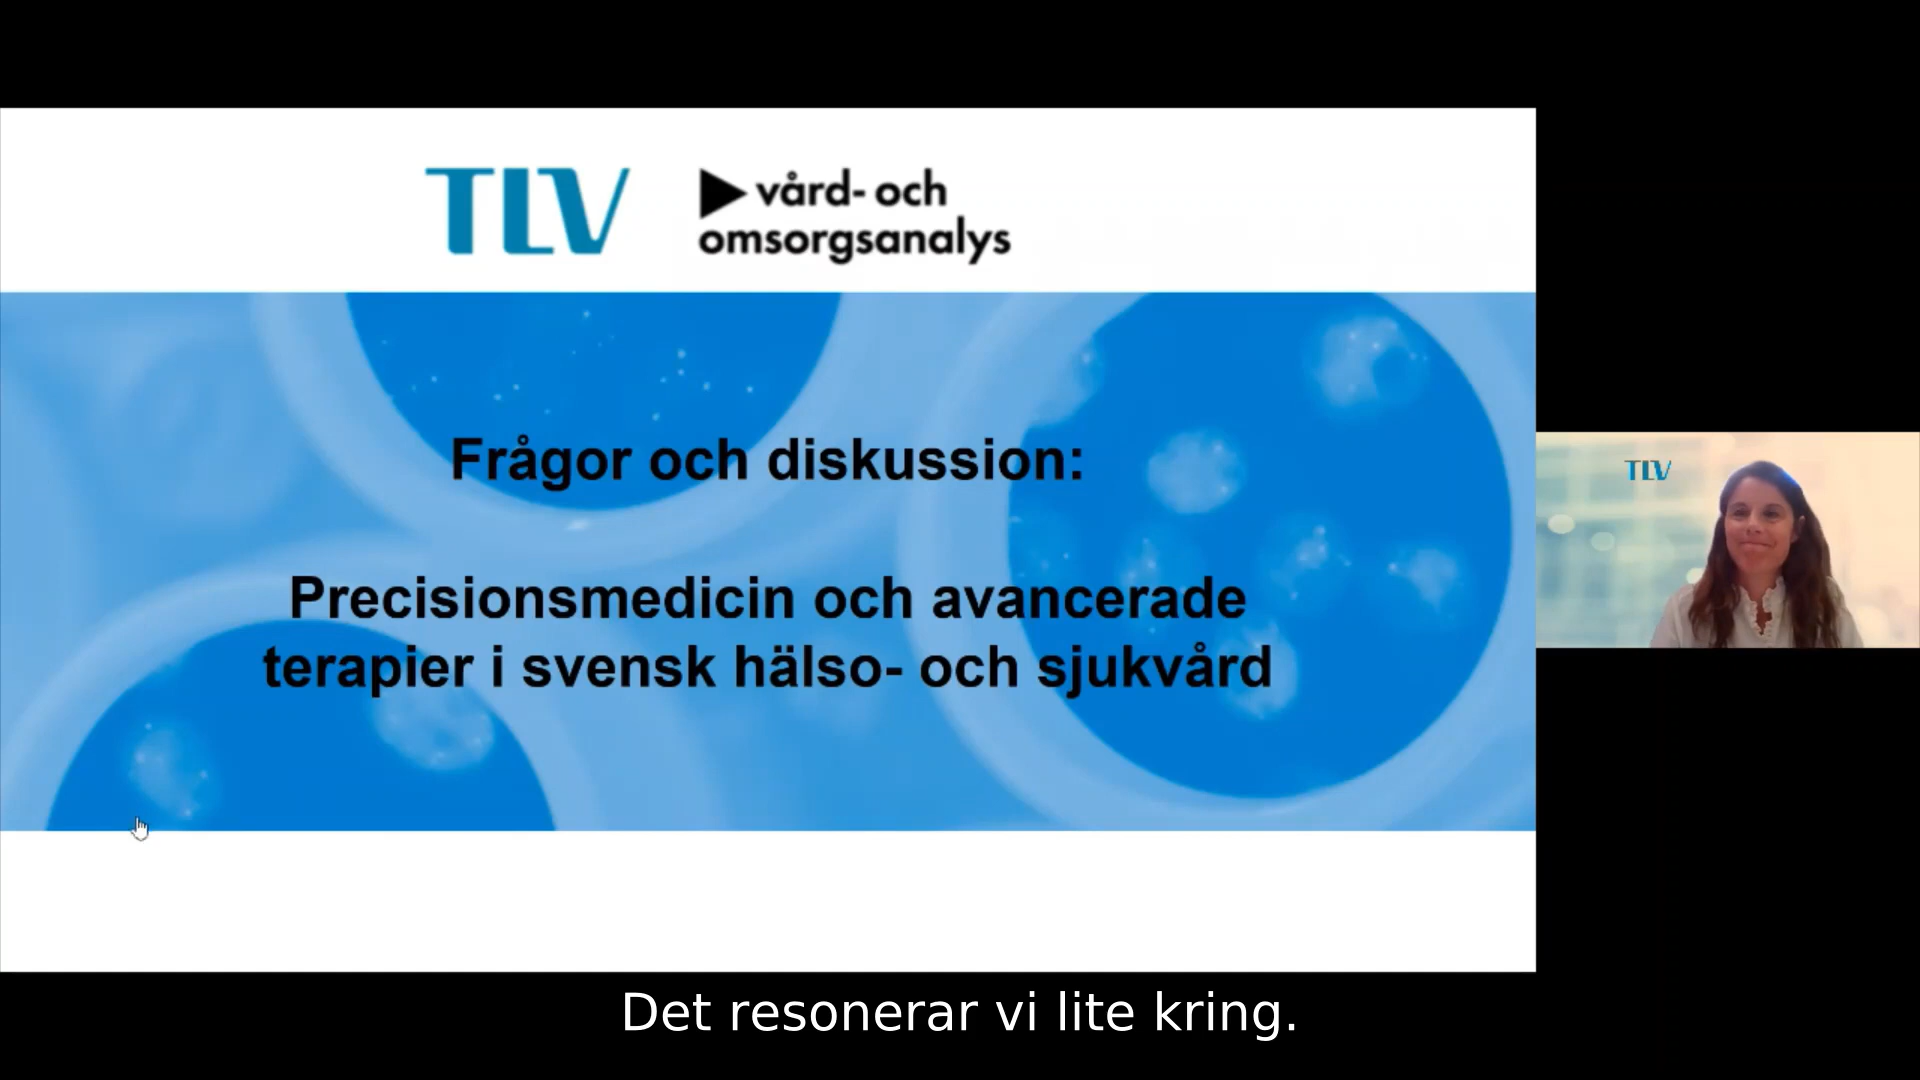 TLV
vård- och
omsorgsanalys
Frågor och diskussion:
Precisionsmedicin och avancerade
terapier i svensk hälso- och sjukvård
TLV
Det resonerar vi lite kring.